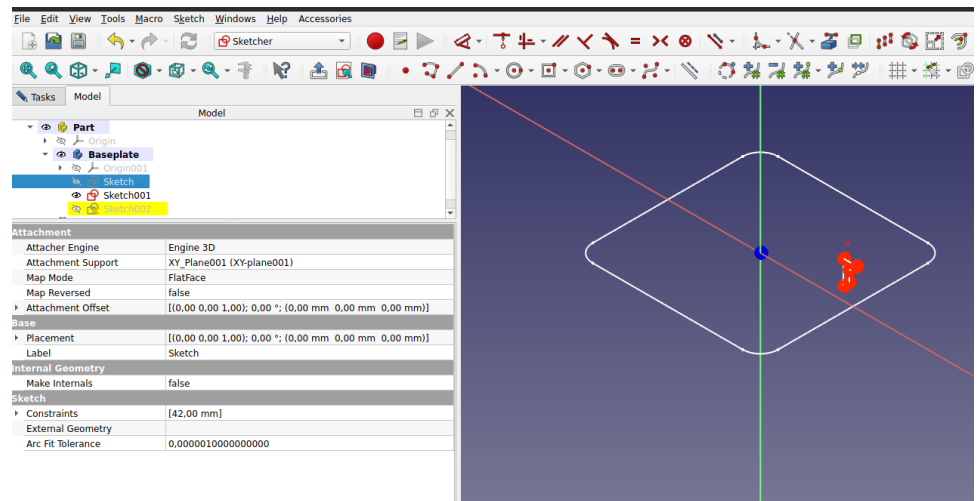 File Edit View Tools Macro Sketch Windows Help Accessories
Sketcher
Tasks Model
Model
Part
Origin
Baseplate
Origin001
Sketch
Sketch001
Sketch002
Attachment
Attacher Engine Engine 3D
Attachment Support XY_Plane001 (XY-plane001)
Map Mode FlatFace
Map Reversed false
Attachment Offset [(0,00 0,00 1,00); 0,00 °; (0,00 mm 0,00 mm 0,00 mm)]
Base
Placement [(0,00 0,00 1,00); 0,00 °; (0,00 mm 0,00 mm 0,00 mm)]
Label Sketch
Internal Geometry
Make Internals false
Sketch
Constraints [42,00 mm]
External Geometry
Arc Fit Tolerance 0,0000010000000000